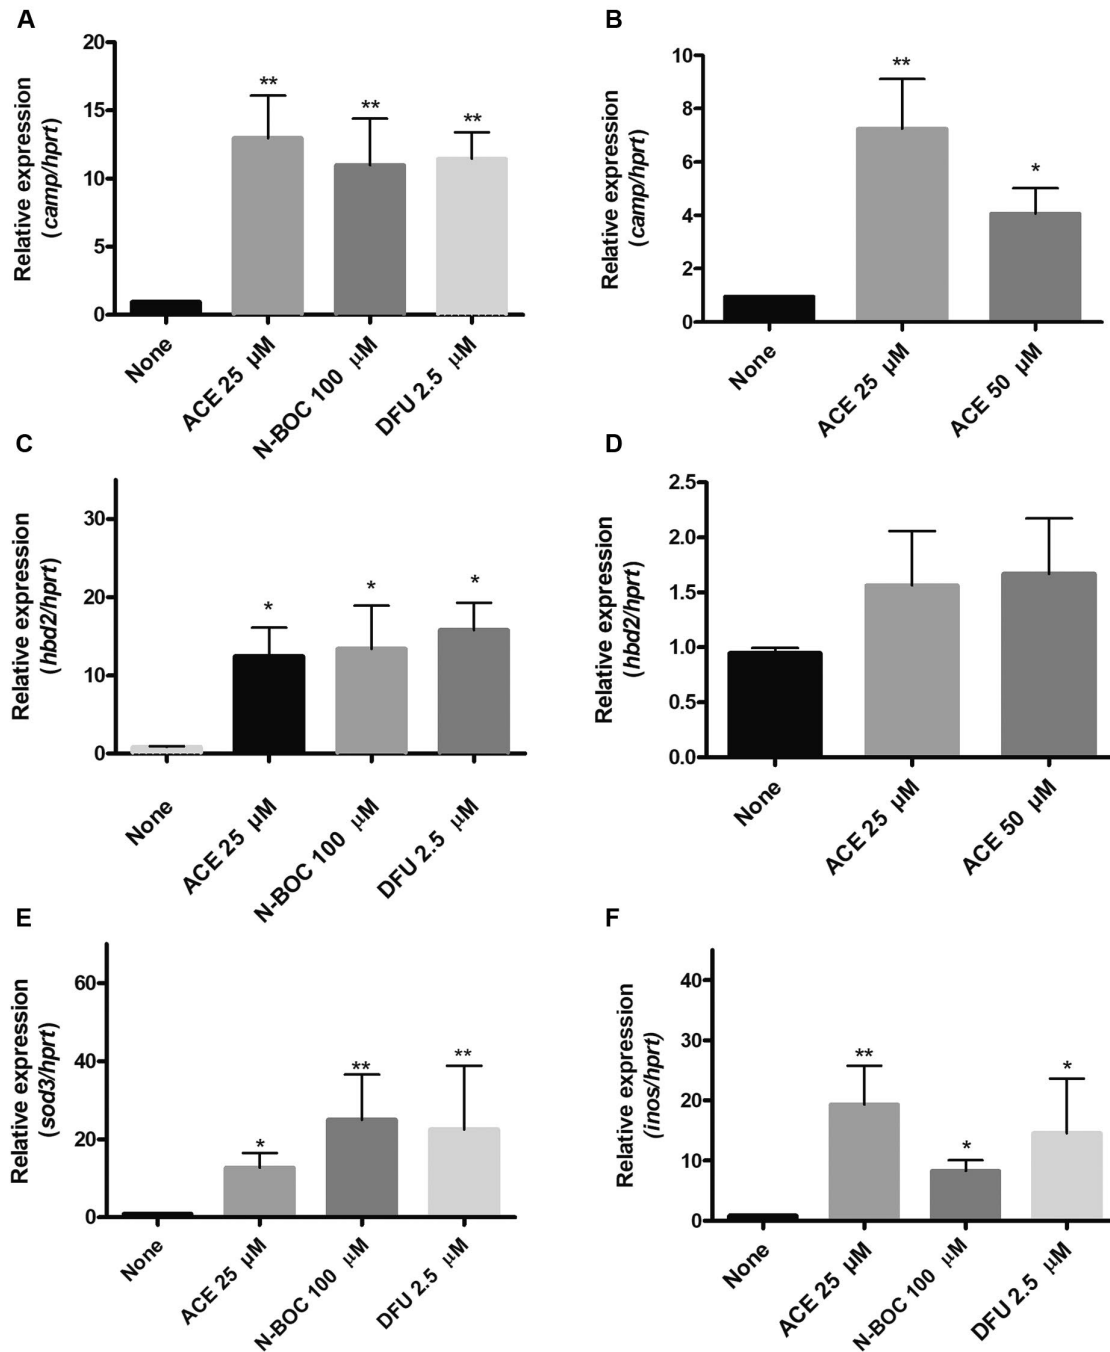 A
Relative expression
(camp/hprt)
20
15
10
5
0
**
**
**
None
ACE 25 µM
N-BOC 100 µM
DFU 2.5 µM
B
Relative expression
(camp/hprt)
10
8
6
4
2
0
**
*
None
ACE 25 µM
ACE 50 µM
C
Relative expression
(hbd2/hprt)
30
20
10
0
*
*
*
None
ACE 25 µM
N-BOC 100 µM
DFU 2.5 µM
D
Relative expression
(hbd2/hprt)
2.5
2.0
1.5
1.0
0.5
0.0
None
ACE 25 µM
ACE 50 µM
E
Relative expression
(sod3/hprt)
60
40
20
0
*
**
**
None
ACE 25 µM
N-BOC 100 µM
DFU 2.5 µM
F
Relative expression
(inos/hprt)
40
30
20
10
0
**
*
*
None
ACE 25 µM
N-BOC 100 µM
DFU 2.5 µM